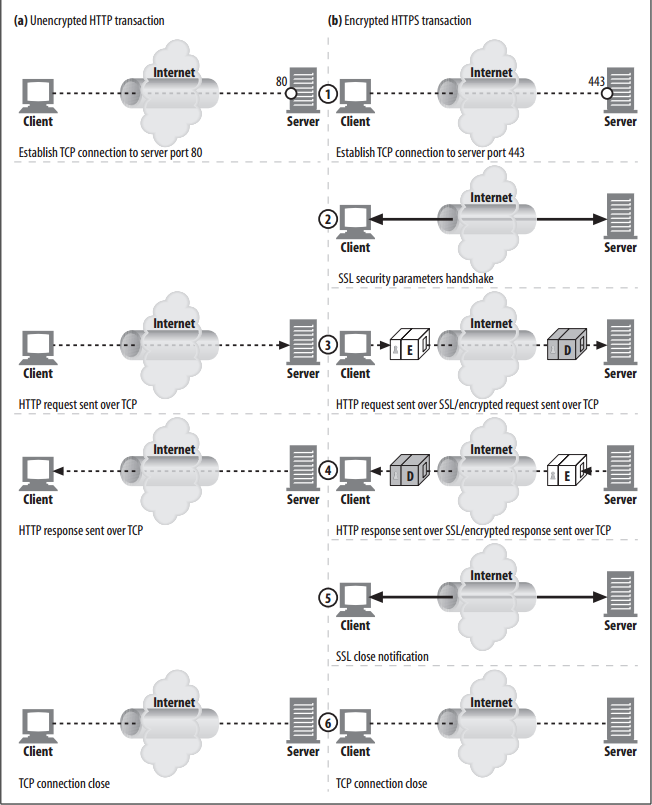 (a) Unencrypted HTTP transaction
(b) Encrypted HTTPS transaction
Internet
80
Client
Server
Establish TCP connection to server port 80
1
Internet
443
Client
Server
Establish TCP connection to server port 443
2
Internet
Client
Server
SSL security parameters handshake
Internet
Client
Server
HTTP request sent over TCP
3
Internet
E
D
Client
Server
HTTP request sent over SSL/encrypted request sent over TCP
Internet
Client
Server
HTTP response sent over TCP
4
Internet
D
E
Client
Server
HTTP response sent over SSL/encrypted response sent over TCP
5
Internet
Client
Server
SSL close notification
Internet
Client
Server
TCP connection close
6
Internet
Client
Server
TCP connection close